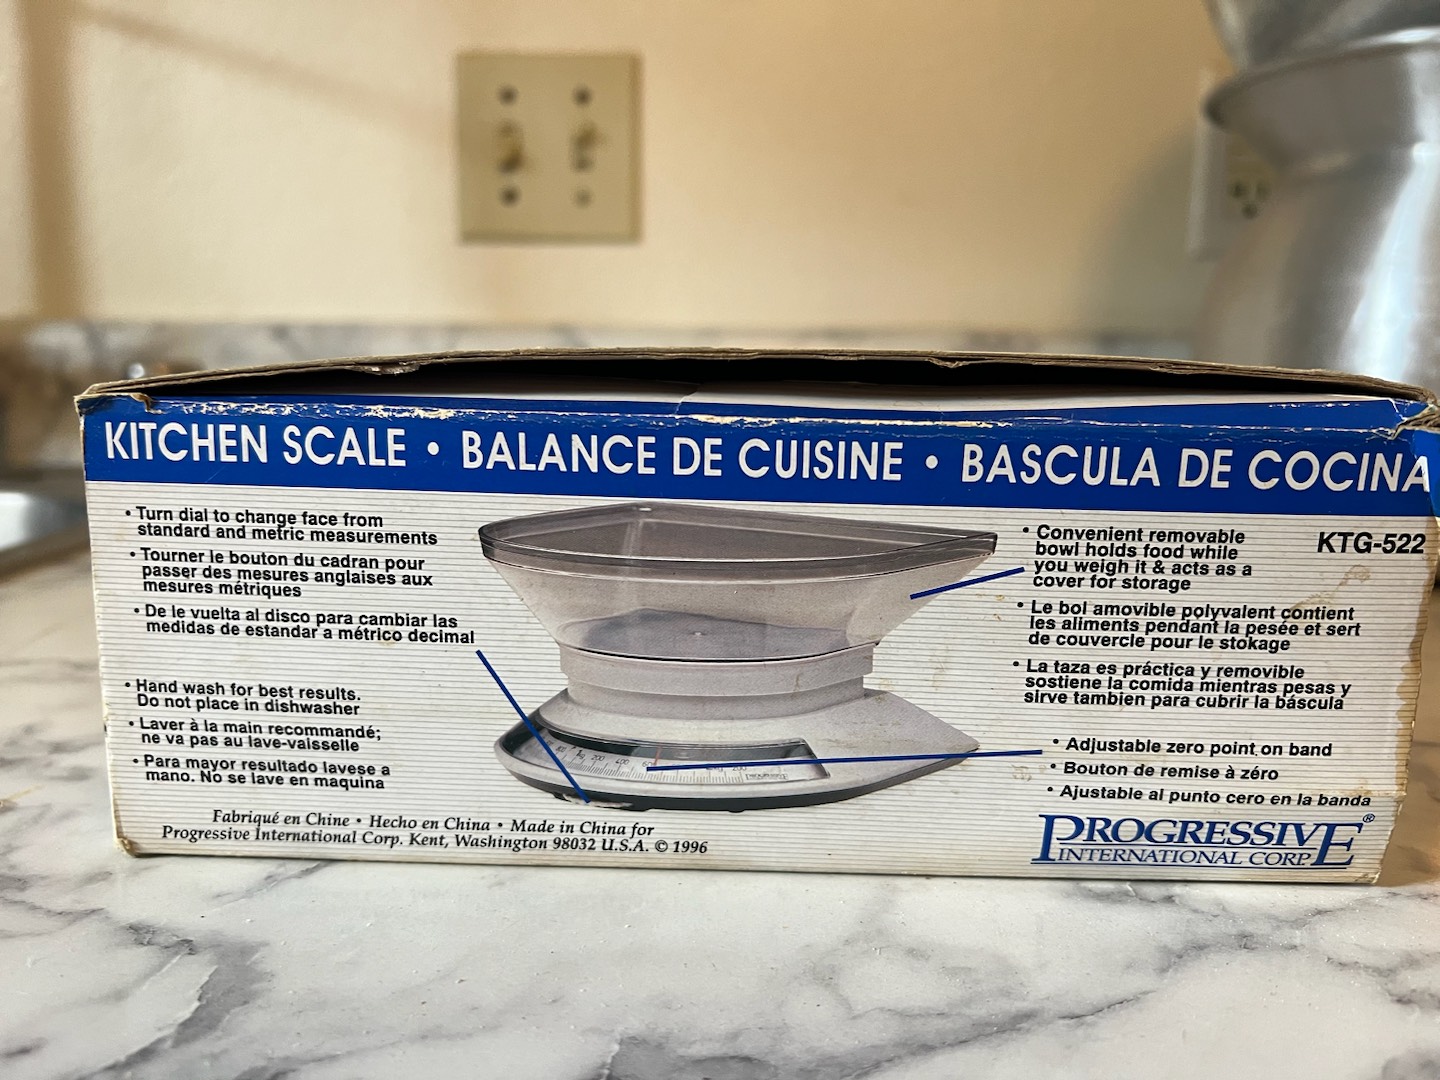 KITCHEN SCALE • BALANCE DE CUISINE • BASCULA DE COCINA
• Turn dial to change face from
standard and metric measurements
• Tourner le bouton du cadran pour
passer des mesures anglaises aux
mesures métriques
• De le vuelta al disco para cambiar las
medidas de estandar a métrico decimal
• Hand wash for best results.
Do not place in dishwasher
• Laver à la main recommandé;
ne va pas au lave-vaisselle
• Para mayor resultado lavese a
mano. No se lave en maquina
Fabriqué en Chine • Hecho en China • Made in China for
Progressive International Corp. Kent, Washington 98032 U.S.A. © 1996
KTG-522
• Convenient removable
bowl holds food while
you weigh it & acts as a
cover for storage
• Le bol amovible polyvalent contient
les aliments pendant la pesée et sert
de couvercle pour le stokage
• La taza es práctica y removible
sostiene la comida mientras pesas y
sirve tambien para cubrir la báscula
• Adjustable zero point on band
• Bouton de remise à zéro
• Ajustable al punto cero en la banda
PROGRESSIVE®
INTERNATIONAL CORP.